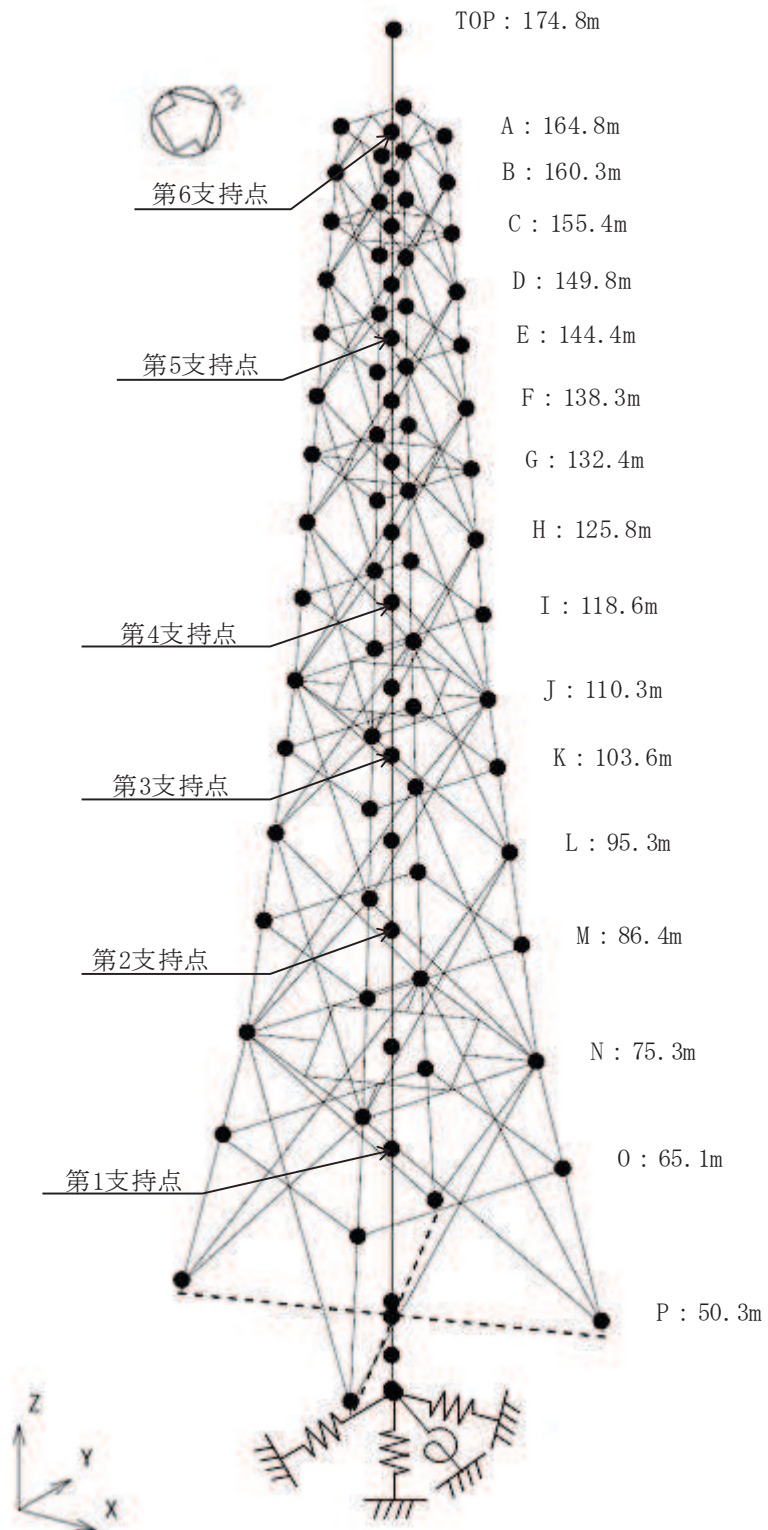 TOP : 174.8m
PN
A : 164.8m
第6支持点
B : 160.3m
C : 155.4m
D : 149.8m
E : 144.4m
第5支持点
F : 138.3m
G : 132.4m
H : 125.8m
I : 118.6m
第4支持点
J : 110.3m
K : 103.6m
第3支持点
L : 95.3m
M : 86.4m
第2支持点
N : 75.3m
O : 65.1m
第1支持点
P : 50.3m
Z
Y
X